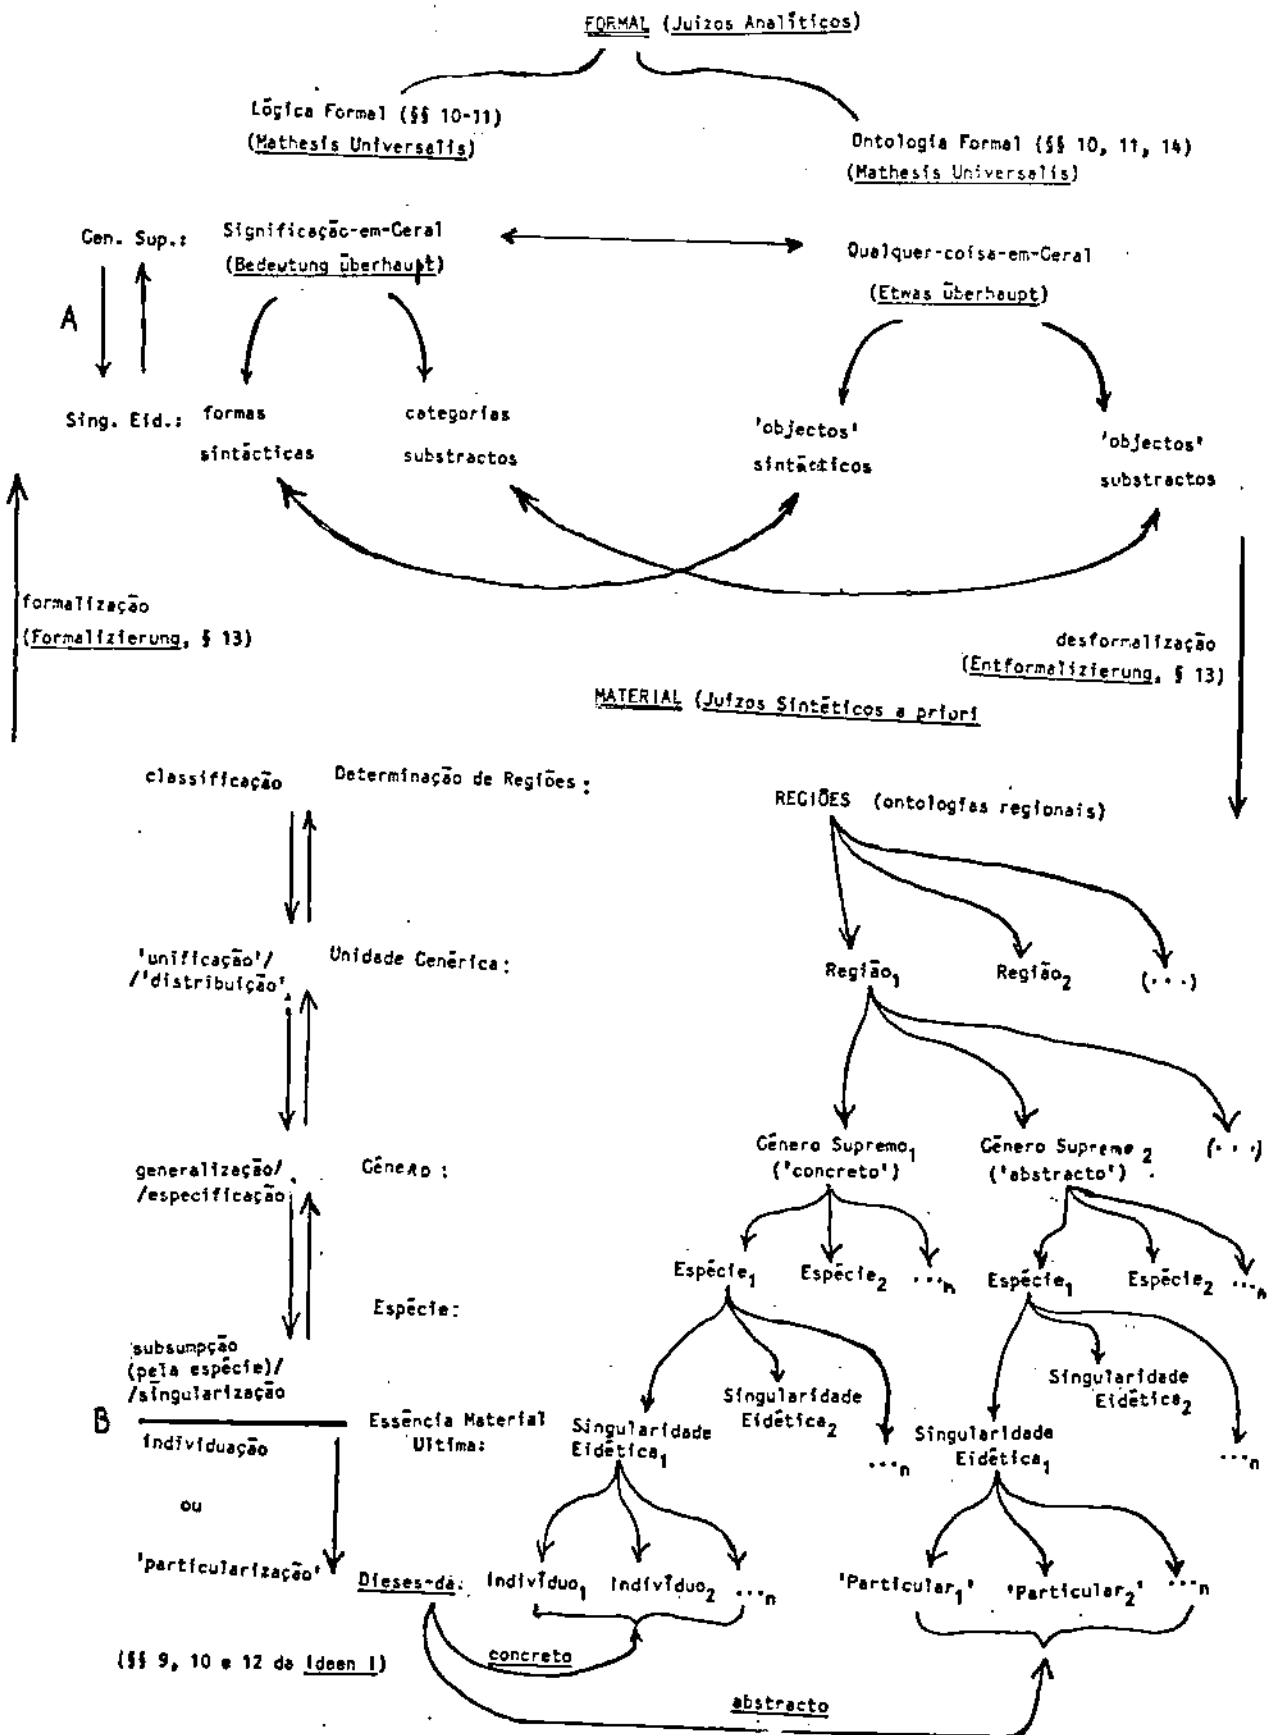 FORMAL (Juizos Analíticos)
Lógica Formal (§§ 10-11)
(Mathesis Universalis)
Ontologia Formal (§§ 10, 11, 14)
(Mathesis Universalis)
Gen. Sup.:
Significação-em-Geral
(Bedeutung überhaupt)
Qualquer-coisa-em-Geral
(Etwas überhaupt)
A
Sing. Eid.:
formas
sintácticas
categorias
substractos
'objectos'
sintácticos
'objectos'
substractos
formalização
(Formalizierung, § 13)
desformalização
(Entformalizierung, § 13)
MATERIAL (Juízos Sintéticos a priori
classificação
Determinação de Regiões:
REGIÕES (ontologias regionais)
'unificação'/
/'distribuição'
Unidade Genérica:
Região1
Região2
(...)
generalização/
/especificação
Género:
Género Supremo1
('concreto')
Género Supremo2
('abstracto')
(...)
Espécie1
Espécie2
...n
Espécie1
Espécie2
...n
Espécie:
subsumpção
(pela espécie)/
/singularização
B
individuação
ou
'particularização'
Essência Material
Ultima:
Singularidade
Eidética1
Singularidade
Eidética2
...n
Singularidade
Eidética1
Singularidade
Eidética2
...n
Dieses-da:
Indivíduo1
Indivíduo2
...n
'Particular1'
'Particular2'
...n
(§§ 9, 10 e 12 da Ideen I)
concreto
abstracto